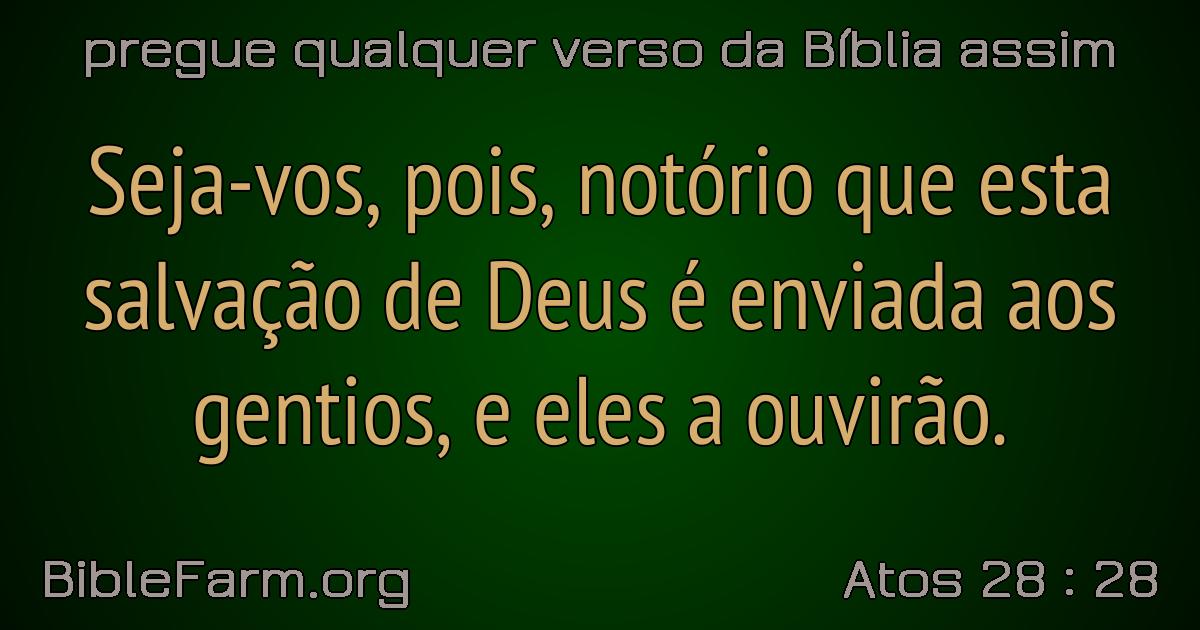 pregue qualquer verso da Bíblia assim
Seja-vos, pois, notório que esta
salvação de Deus é enviada aos
gentios, e eles a ouvirão.
BibleFarm.org
Atos 28 : 28